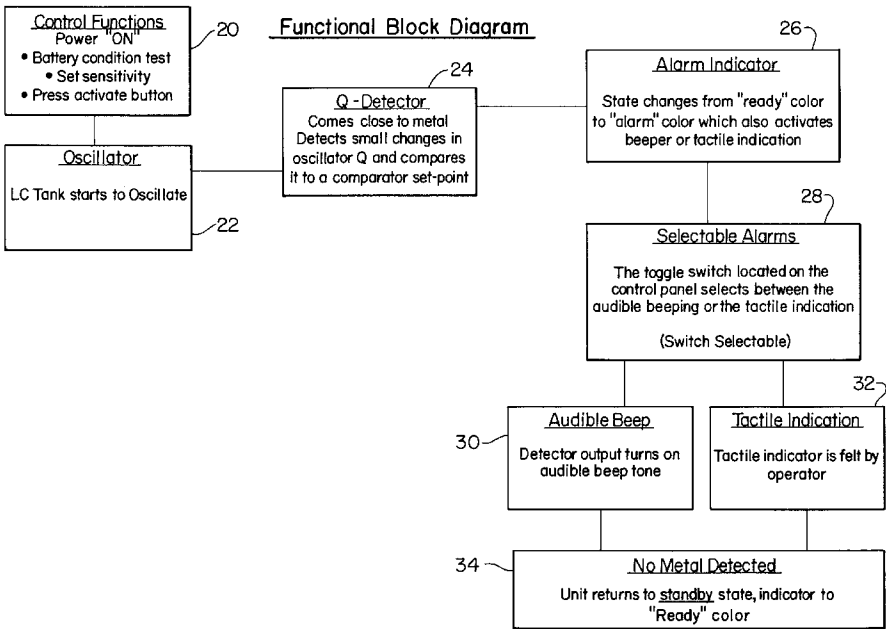 Functional Block Diagram
Control Functions
Power "ON"
• Battery condition test
• Set sensitivity
• Press activate button
20
Oscillator
LC Tank starts to Oscillate
22
24
Q-Detector
Comes close to metal
Detects small changes in
oscillator Q and compares
it to a comparator set-point
26
Alarm Indicator
State changes from "ready" color
to "alarm" color which also activates
beeper or tactile indication
28
Selectable Alarms
The toggle switch located on the
control panel selects between the
audible beeping or the tactile indication
(Switch Selectable)
30
Audible Beep
Detector output turns on
audible beep tone
32
Tactile Indication
Tactile indicator is felt by
operator
34
No Metal Detected
Unit returns to standby state, indicator to
"Ready" color